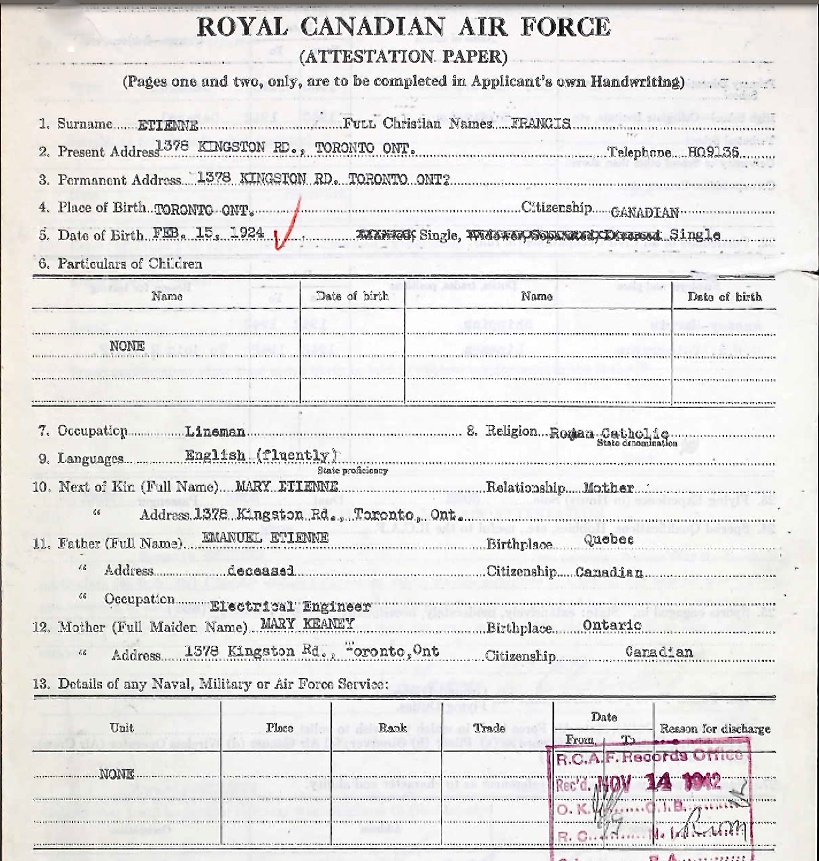 ROYAL CANADIAN AIR FORCE
(ATTESTATION PAPER)
(Pages one and two, only, are to be completed in Applicant's own Handwriting)
1. Surname ETIENNE Full Christian Names FRANCIS
2. Present Address 1378 KINGSTON RD., TORONTO ONT. Telephone HO9136
3. Permanent Address 1378 KINGSTON RD. TORONTO ONT?
4. Place of Birth TORONTO ONT. Citizenship CANADIAN
5. Date of Birth FEB. 15, 1924 Single, Single
6. Particulars of Children
Name Date of birth Name Date of birth
NONE
7. Occupation Lineman 8. Religion Roman Catholic
State denomination
9. Languages English (fluently)
State proficiency
10. Next of Kin (Full Name) MARY ETIENNE Relationship Mother
" Address 1378 Kingston Rd., Toronto, Ont.
11. Father (Full Name) EMANUEL ETIENNE Birthplace Quebec
" Address deceased Citizenship Canadian
" Occupation Electrical Engineer
12. Mother (Full Maiden Name) MARY KEANEY Birthplace Ontario
" Address 1378 Kingston Rd., Toronto,Ont Citizenship Canadian
13. Details of any Naval, Military or Air Force Service:
Unit Place Rank Trade Date Reason for discharge
From To
NONE
R.C.A.F. Records Office
Rec'd. NOV 14 1942
O.K. C.I.B.
R.C. N.I.